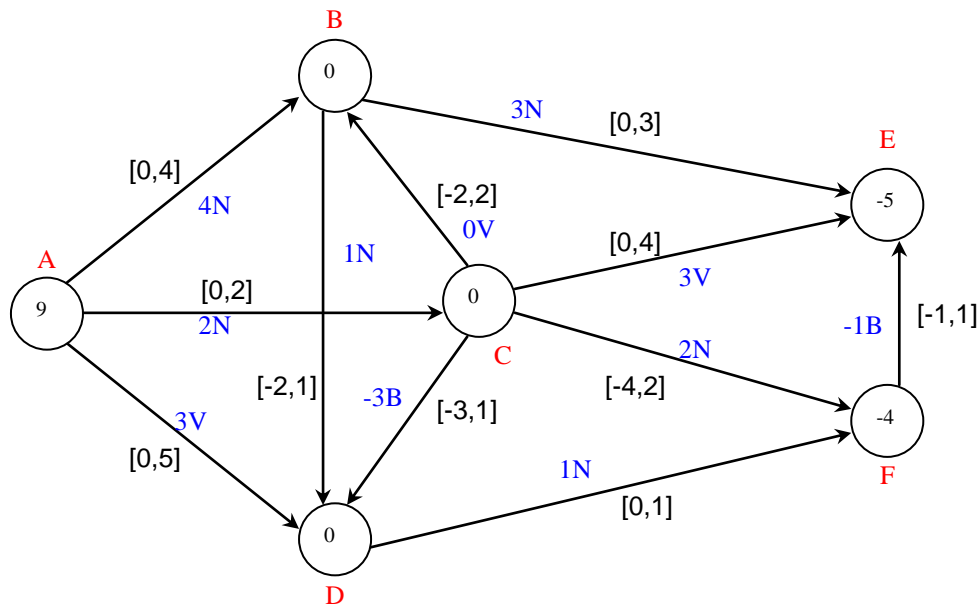 B
0
3N
[0,3]
E
[0,4]
4N
[-2,2]
0V
-5
1N
[0,4]
3V
A
9
[0,2]
2N
0
C
2N
-1B
[-1,1]
[-2,1]
-3B
[-3,1]
[-4,2]
3V
[0,5]
-4
F
1N
[0,1]
0
D